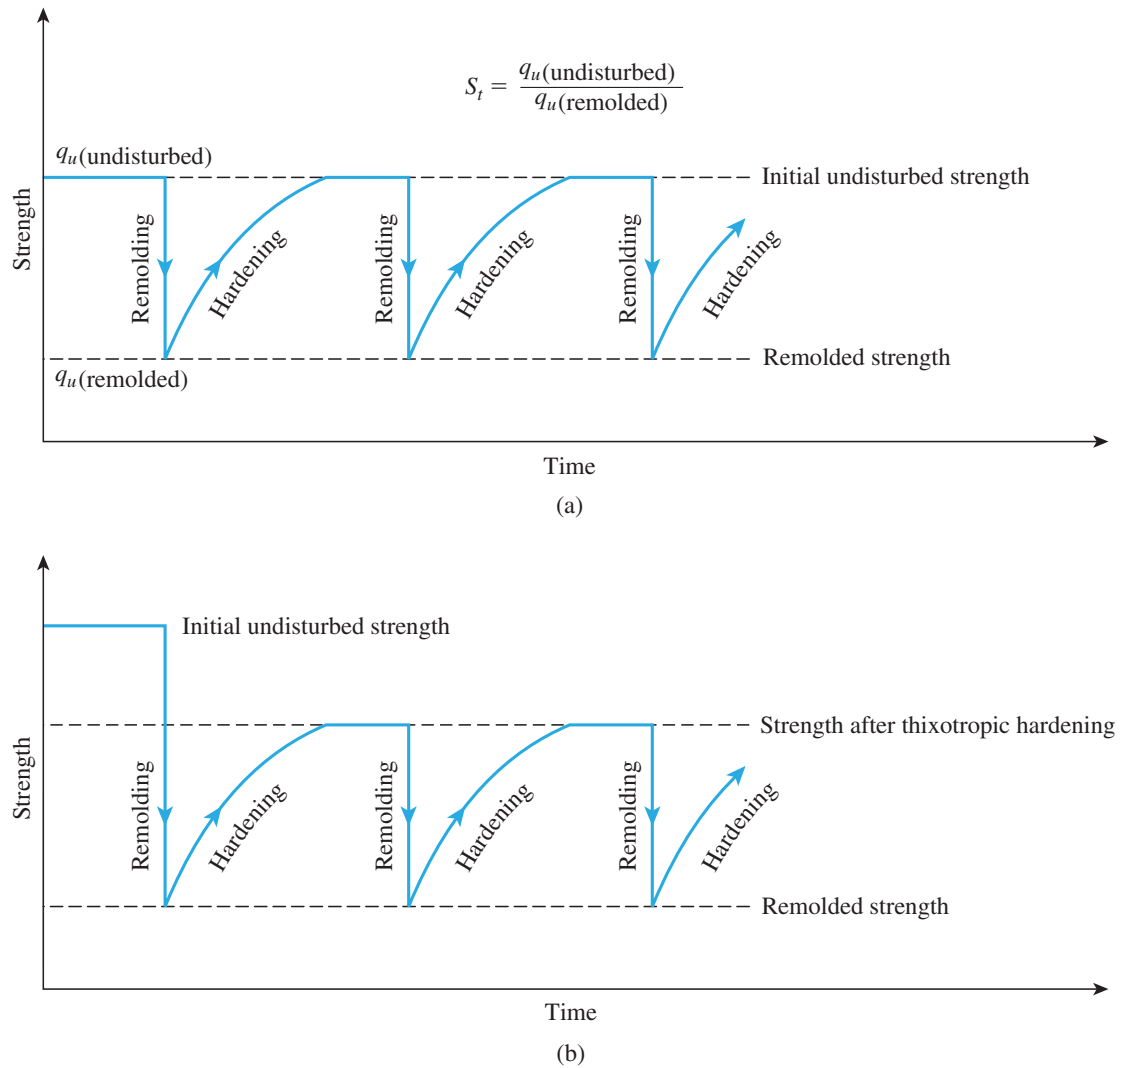 S_t = q_u(undisturbed) / q_u(remolded)
q_u(undisturbed)
Initial undisturbed strength
Strength
Remolding
Hardening
Remolding
Hardening
Remolding
Hardening
Remolded strength
q_u(remolded)
Time
(a)
Initial undisturbed strength
Strength after thixotropic hardening
Strength
Remolding
Hardening
Remolding
Hardening
Remolding
Hardening
Remolded strength
Time
(b)